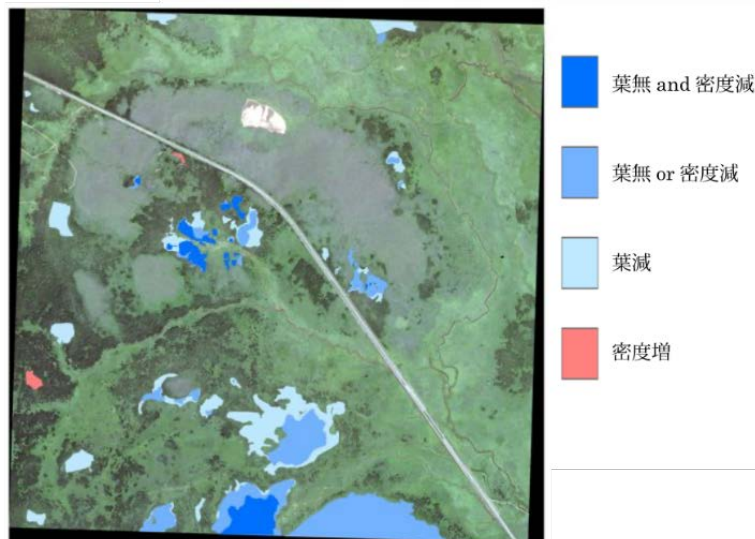 葉無 and 密度減
葉無 or 密度減
葉減
密度増